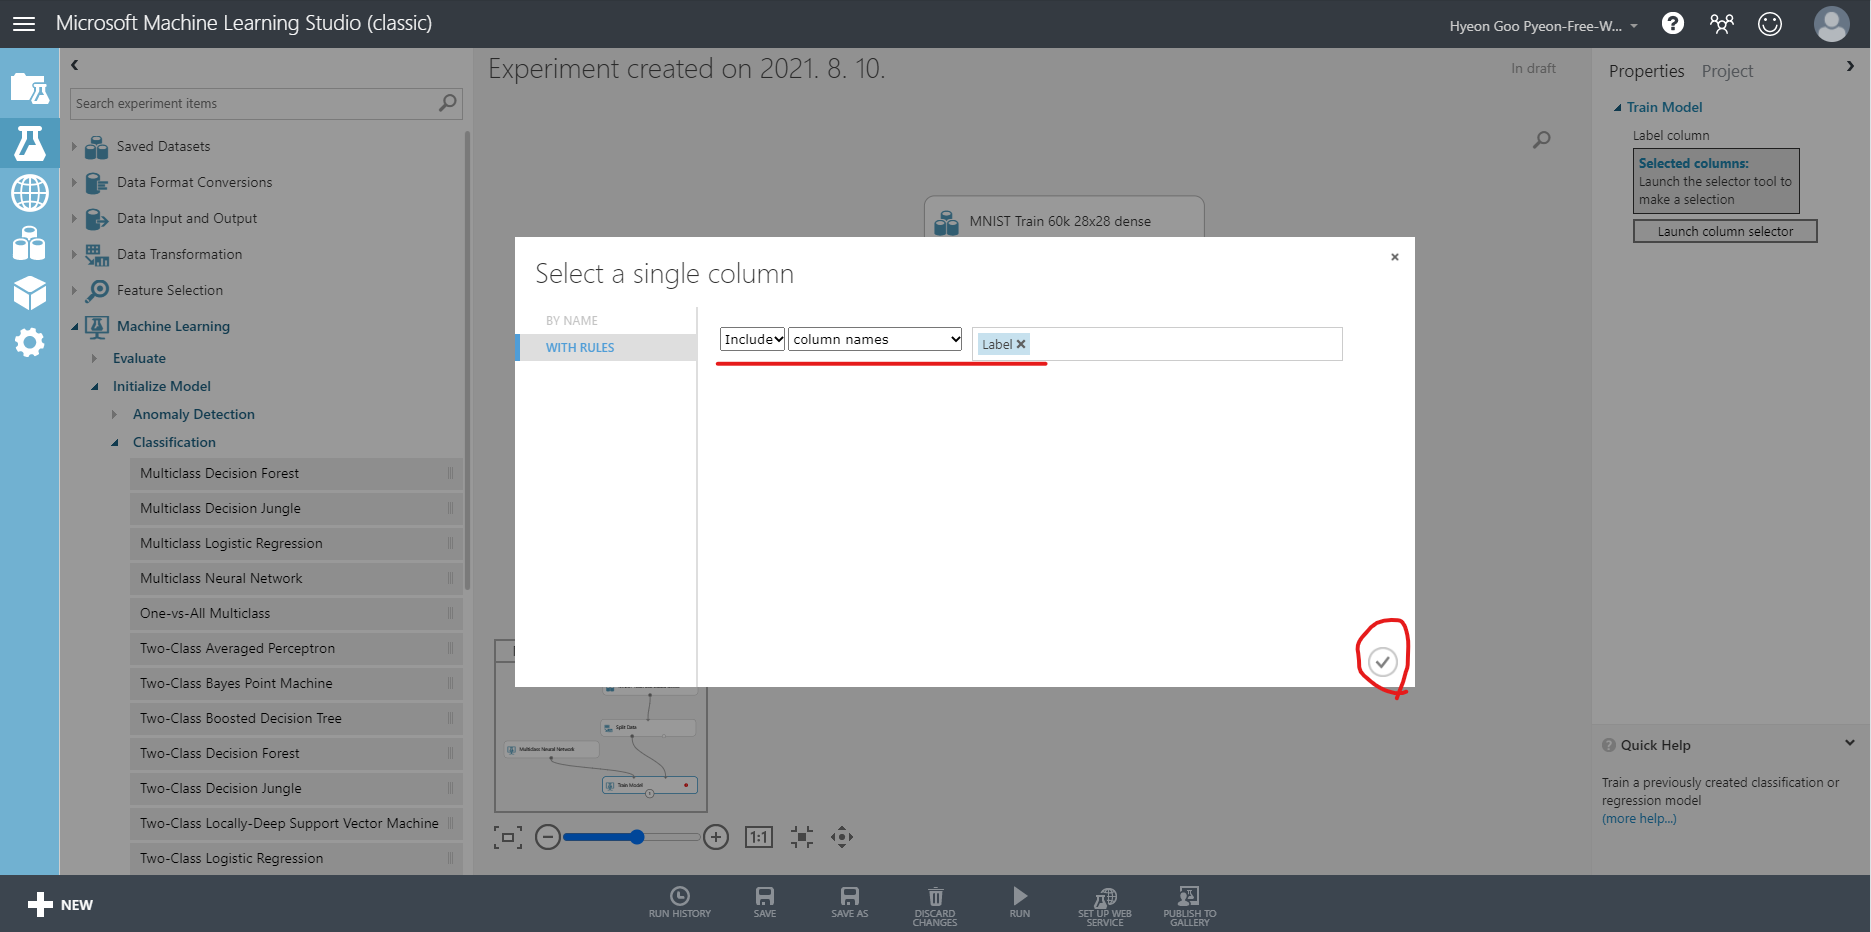 Microsoft Machine Learning Studio (classic)
Hyeon Goo Pyeon-Free-W...
Experiment created on 2021. 8. 10.
In draft
Properties Project
Search experiment items
Saved Datasets
Data Format Conversions
Data Input and Output
Data Transformation
Feature Selection
Machine Learning
Evaluate
Initialize Model
Anomaly Detection
Classification
Multiclass Decision Forest
Multiclass Decision Jungle
Multiclass Logistic Regression
Multiclass Neural Network
One-vs-All Multiclass
Two-Class Averaged Perceptron
Two-Class Bayes Point Machine
Two-Class Boosted Decision Tree
Two-Class Decision Forest
Two-Class Decision Jungle
Two-Class Locally-Deep Support Vector Machine
Two-Class Logistic Regression
MNIST Train 60k 28x28 dense
Select a single column
BY NAME
WITH RULES
Include column names Label
Split Data
Multiclass Neural Network
Train Model
1:1
Train Model
Label column
Selected columns:
Launch the selector tool to
make a selection
Launch column selector
Quick Help
Train a previously created classification or
regression model
(more help...)
NEW
RUN HISTORY
SAVE
SAVE AS
DISCARD
CHANGES
RUN
SET UP WEB
SERVICE
PUBLISH TO
GALLERY